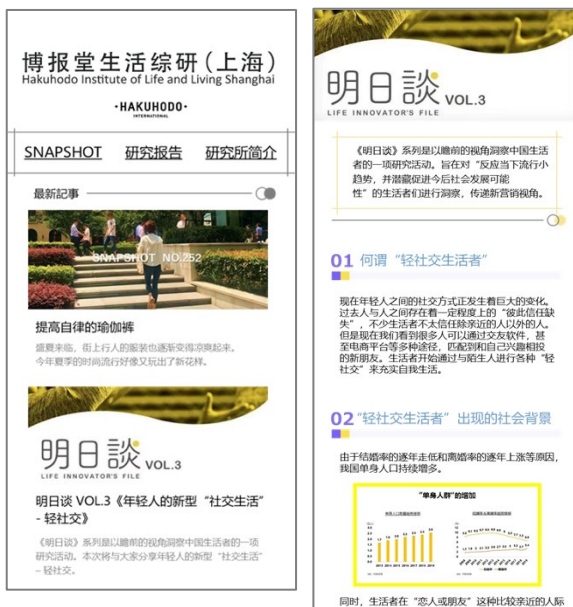 博报堂生活综研（上海）
Hakuhodo Institute of Life and Living Shanghai
·HAKUHODO·
INTERNATIONAL
SNAPSHOT 研究报告 研究所简介
最新記事
SNAPSHOT NO.252
提高自律的瑜伽裤
盛夏来临，街上行人的服装也逐渐变得凉爽起来。
今年夏季的时尚流行好像又玩出了新花样。
明日談 VOL.3
LIFE INNOVATOR'S FILE
明日谈 VOL.3《年轻人的新型“社交生活”
- 轻社交》
《明日谈》系列是以瞻前的视角洞察中国生活者的一项
研究活动。本次将与大家分享年轻人的新型“社交生活”
– 轻社交。
明日談 VOL.3
LIFE INNOVATOR'S FILE
《明日谈》系列是以瞻前的视角洞察中国生活
者的一项研究活动。旨在对“反应当下流行小
趋势，并潜藏促进今后社会发展可能
性”的生活者们进行洞察，传递新营销视角。
01 何谓“轻社交生活者”
现在年轻人之间的社交方式正发生着巨大的变化。
过去人与人之间存在着一定程度上的“彼此信任缺
失”，不少生活者不太信任除亲近的人以外的人。
但是现在我们看到很多人可以通过交友软件，甚
至电商平台等多种途径，匹配到和自己兴趣相投
的新朋友。生活者开始通过与陌生人进行各种“轻
社交”来充实自我生活。
02 “轻社交生活者”出现的社会背景
由于结婚率的逐年走低和离婚率的逐年上涨等原因，
我国单身人口持续增多。
“单身人群”的增加
同时，生活者在“恋人或朋友”这种比较亲近的人际